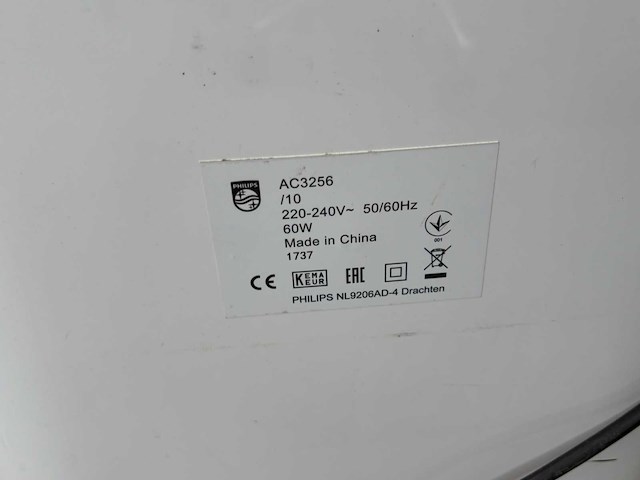 PHILIPS
AC3256
/10
220-240V~ 50/60Hz
60W
Made in China
1737
001
CE KEMA KEUR EAC
PHILIPS NL9206AD-4 Drachten